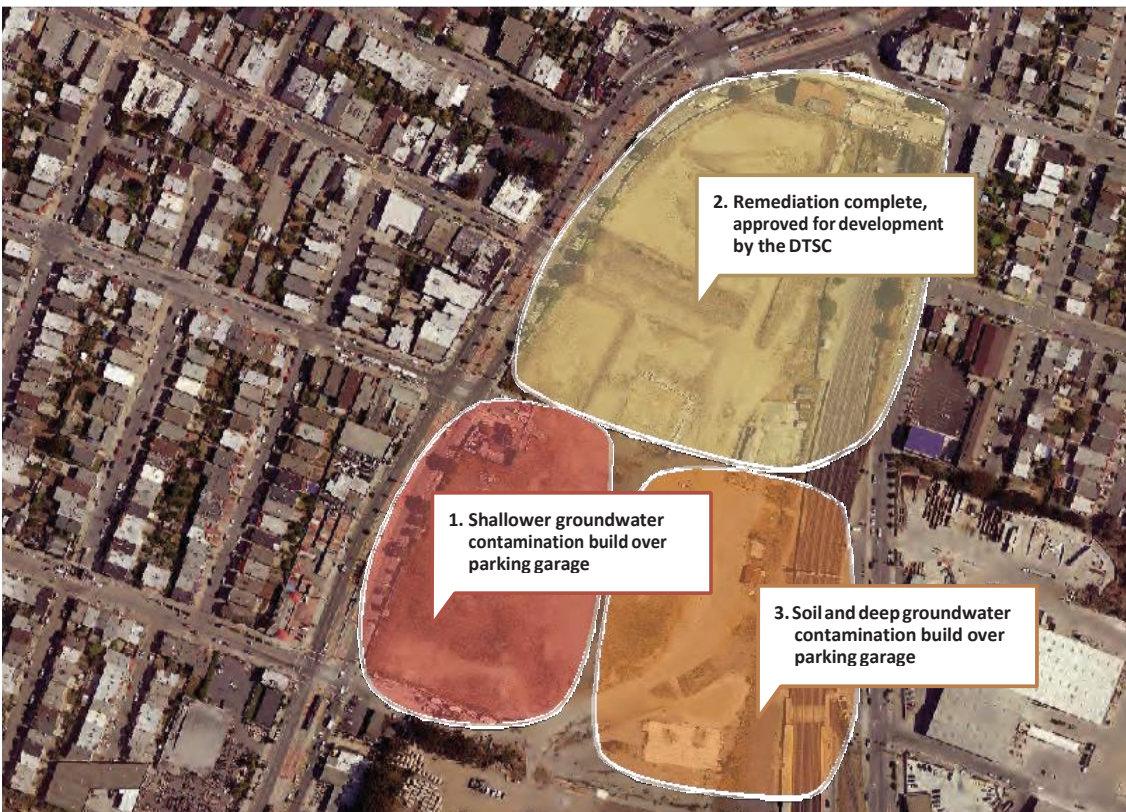 2. Remediation complete,
approved for development
by the DTSC
1. Shallower groundwater
contamination build over
parking garage
3. Soil and deep groundwater
contamination build over
parking garage